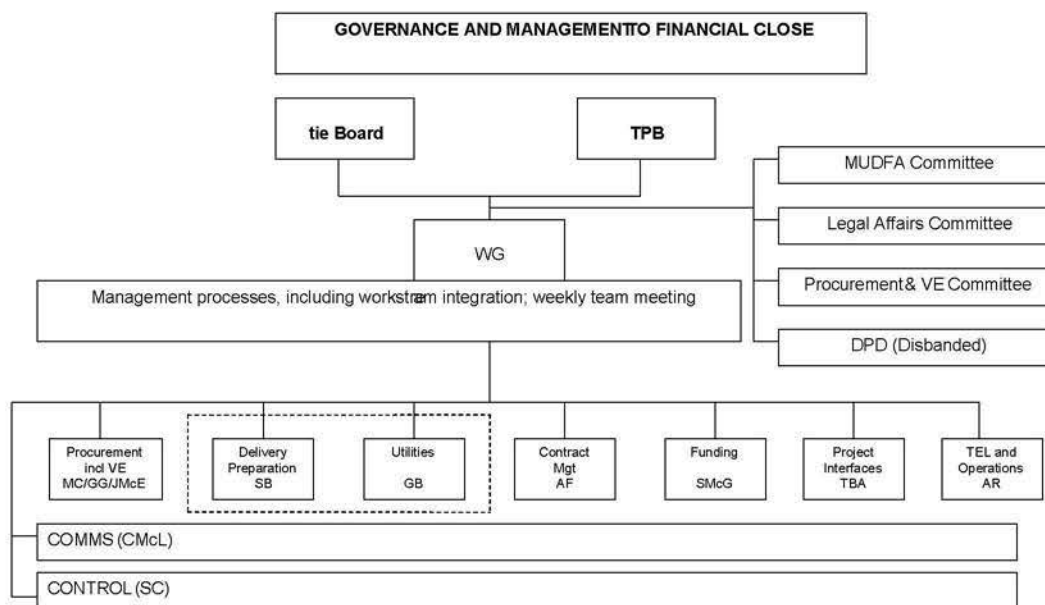 GOVERNANCE AND MANAGEMENT TO FINANCIAL CLOSE
tie Board
TPB
MUDFA Committee
Legal Affairs Committee
WG
Procurement & VE Committee
Management processes, including workstream integration; weekly team meeting
DPD (Disbanded)
Procurement
incl VE
MC/GG/JMcE
Delivery
Preparation
SB
Utilities
GB
Contract
Mgt
AF
Funding
SMcG
Project
Interfaces
TBA
TEL and
Operations
AR
COMMS (CMcL)
CONTROL (SC)